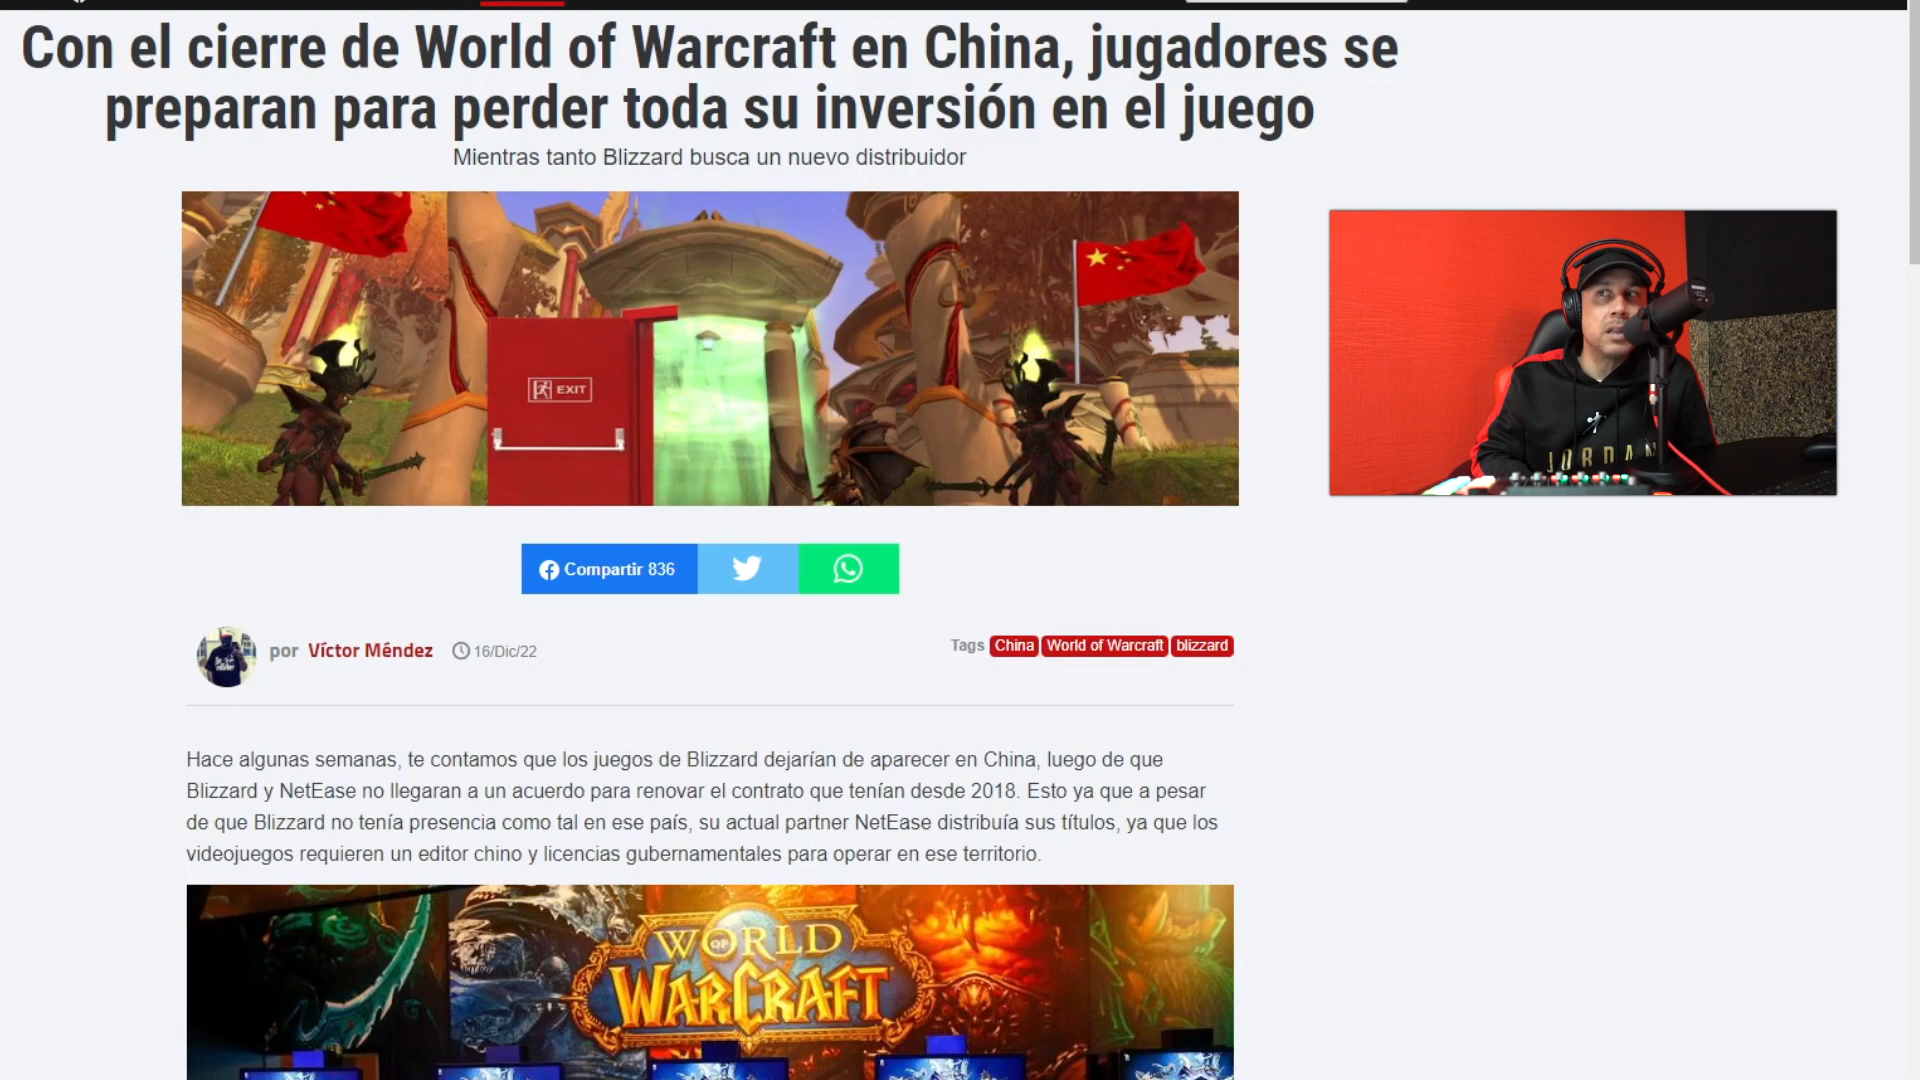 Con el cierre de World of Warcraft en China, jugadores se
preparan para perder toda su inversión en el juego
Mientras tanto Blizzard busca un nuevo distribuidor
EXIT
JORDAN
Compartir 836
por Víctor Méndez 16/Dic/22
Tags China World of Warcraft blizzard
Hace algunas semanas, te contamos que los juegos de Blizzard dejarían de aparecer en China, luego de que
Blizzard y NetEase no llegaran a un acuerdo para renovar el contrato que tenían desde 2018. Esto ya que a pesar
de que Blizzard no tenía presencia como tal en ese país, su actual partner NetEase distribuía sus títulos, ya que los
videojuegos requieren un editor chino y licencias gubernamentales para operar en ese territorio.
WORLD
OF
WARCRAFT